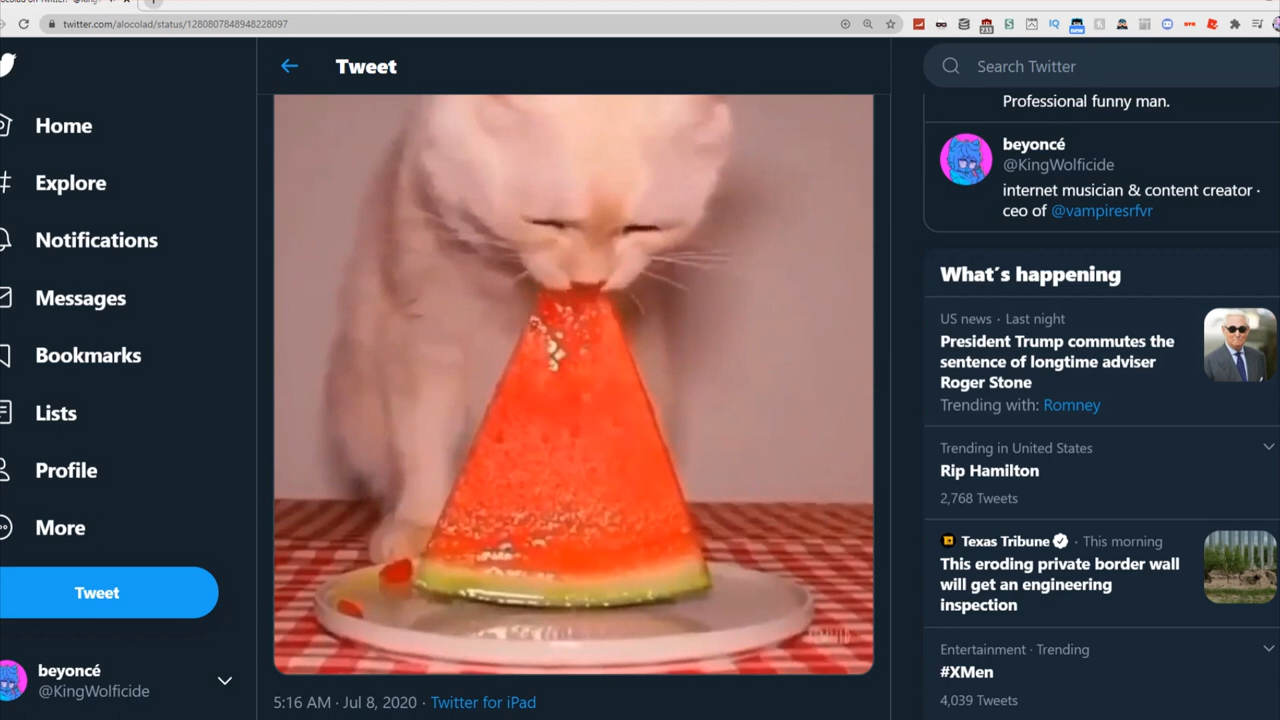 twitter.com/alocolad/status/1280807848948228097
Home
Explore
Notifications
Messages
Bookmarks
Lists
Profile
More
Tweet
beyoncé
@KingWolficide
Tweet
5:16 AM · Jul 8, 2020 · Twitter for iPad
Search Twitter
Professional funny man.
beyoncé
@KingWolficide
internet musician & content creator ·
ceo of @vampiresrfvr
What's happening
US news · Last night
President Trump commutes the
sentence of longtime adviser
Roger Stone
Trending with: Romney
Trending in United States
Rip Hamilton
2,768 Tweets
Texas Tribune · This morning
This eroding private border wall
will get an engineering
inspection
Entertainment · Trending
#XMen
4,039 Tweets